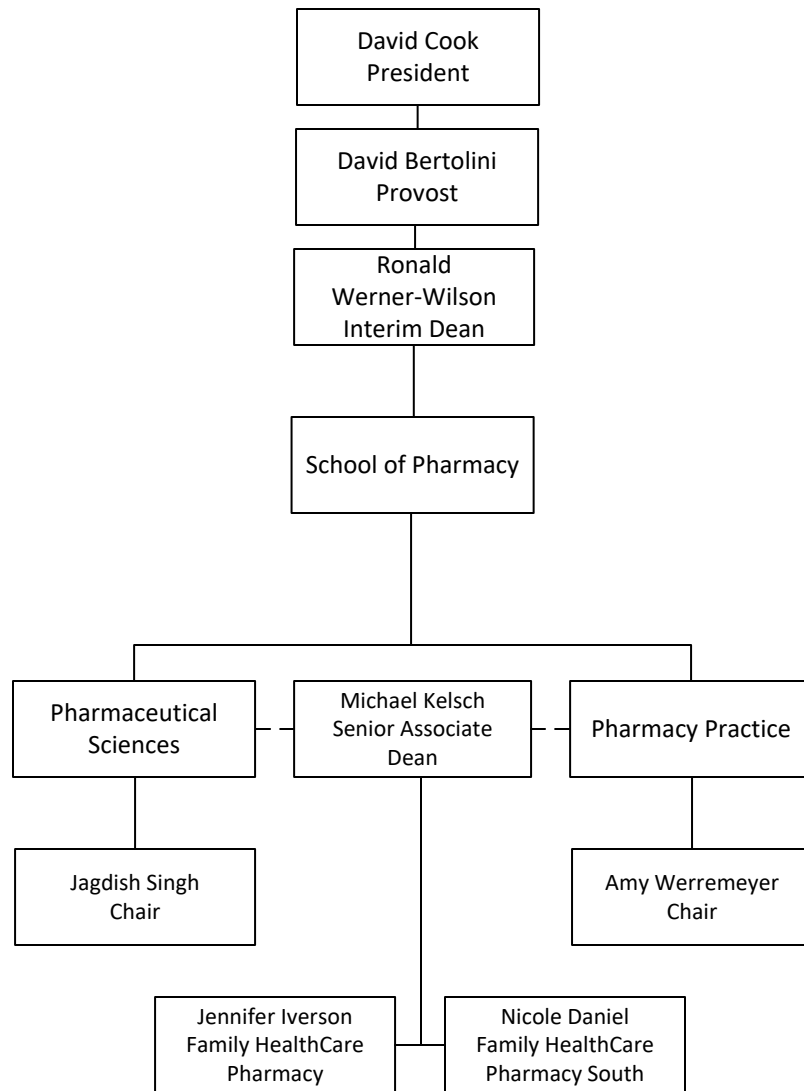 David Cook
President
David Bertolini
Provost
Ronald
Werner-Wilson
Interim Dean
School of Pharmacy
Pharmaceutical
Sciences
Michael Kelsch
Senior Associate
Dean
Pharmacy Practice
Jagdish Singh
Chair
Amy Werremeyer
Chair
Jennifer Iverson
Family HealthCare
Pharmacy
Nicole Daniel
Family HealthCare
Pharmacy South